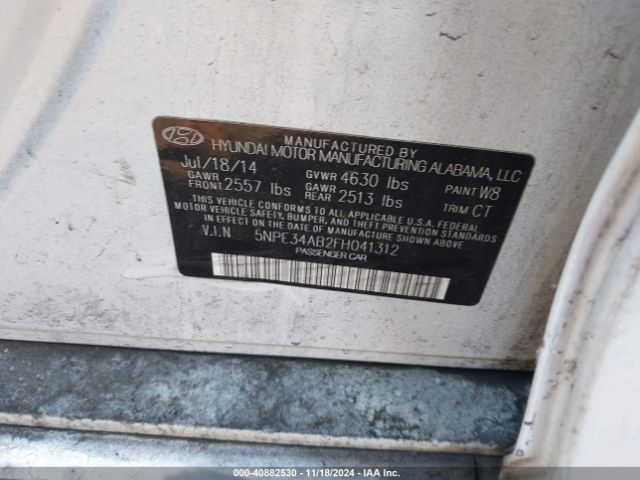 MANUFACTURED BY
HYUNDAI MOTOR MANUFACTURING ALABAMA, LLC
Jul/18/14 GVWR 4630 lbs PAINT W8
GAWR FRONT 2557 lbs GAWR REAR 2513 lbs TRIM CT
THIS VEHICLE CONFORMS TO ALL APPLICABLE U.S.A. FEDERAL
MOTOR VEHICLE SAFETY, BUMPER, AND THEFT PREVENTION STANDARDS
IN EFFECT ON THE DATE OF MANUFACTURE SHOWN ABOVE.
V.I.N 5NPE34AB2FH041312
PASSENGER CAR
000-40882530 - 11/18/2024 - IAA Inc.